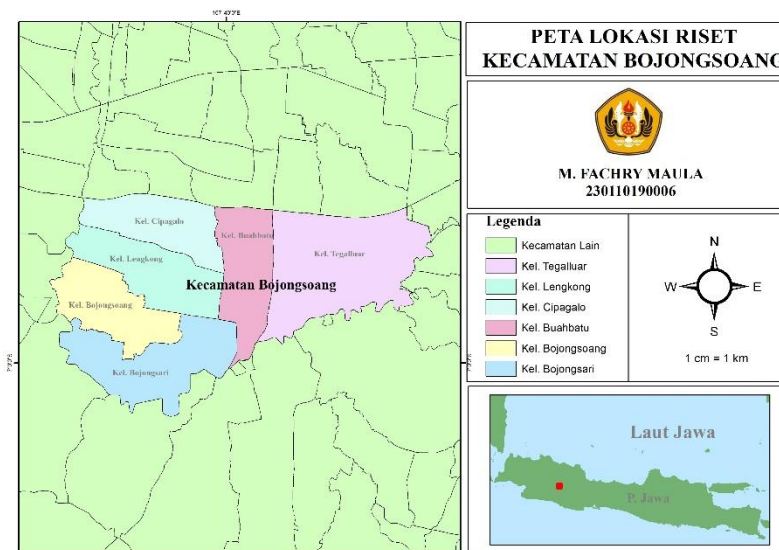 PETA LOKASI RISET
KECAMATAN BOJONGSOANG
M. FACHRY MAULA
230110190006
Kel. Cipagalo
Kel. Buahbatu
Kel. Tegalluar
Kel. Lengkong
Kecamatan Bojongsoang
Kel. Bojongsoang
Kel. Bojongsari
Legenda
Kecamatan Lain
Kel. Tegalluar
Kel. Lengkong
Kel. Cipagalo
Kel. Buahbatu
Kel. Bojongsoang
Kel. Bojongsari
N
W
E
S
1 cm = 1 km
Laut Jawa
P. Jawa